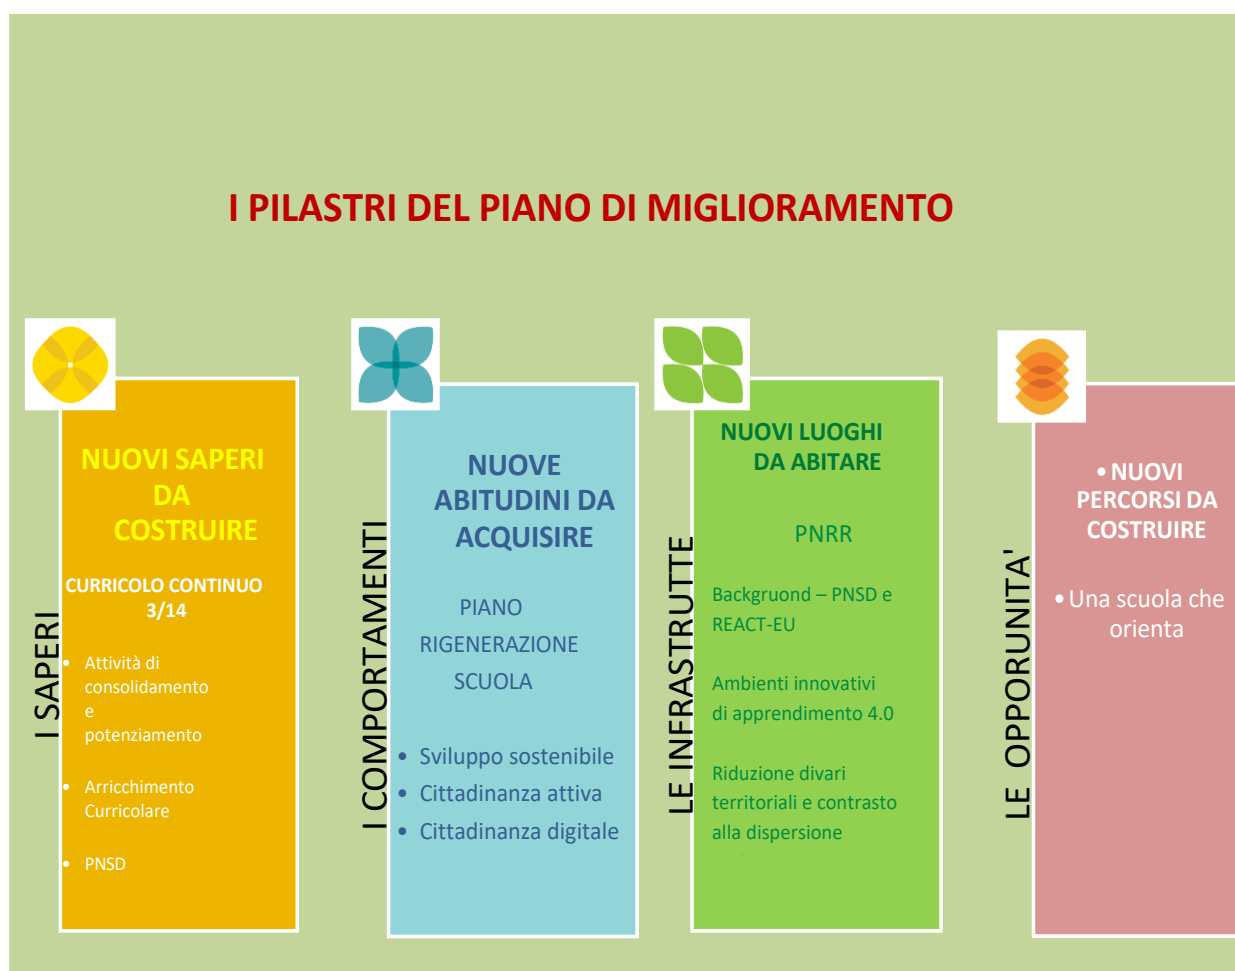 I PILASTRI DEL PIANO DI MIGLIORAMENTO
I SAPERI
NUOVI SAPERI
DA
COSTRUIRE
CURRICOLO CONTINUO
3/14
• Attività di
consolidamento
e
potenziamento
• Arricchimento
Curricolare
• PNSD
I COMPORTAMENTI
NUOVE
ABITUDINI DA
ACQUISIRE
PIANO
RIGENERAZIONE
SCUOLA
• Sviluppo sostenibile
• Cittadinanza attiva
• Cittadinanza digitale
LE INFRASTRUTTE
NUOVI LUOGHI
DA ABITARE
PNRR
Backgruond – PNSD e
REACT-EU
Ambienti innovativi
di apprendimento 4.0
Riduzione divari
territoriali e contrasto
alla dispersione
LE OPPORUNITA'
• NUOVI
PERCORSI DA
COSTRUIRE
• Una scuola che
orienta